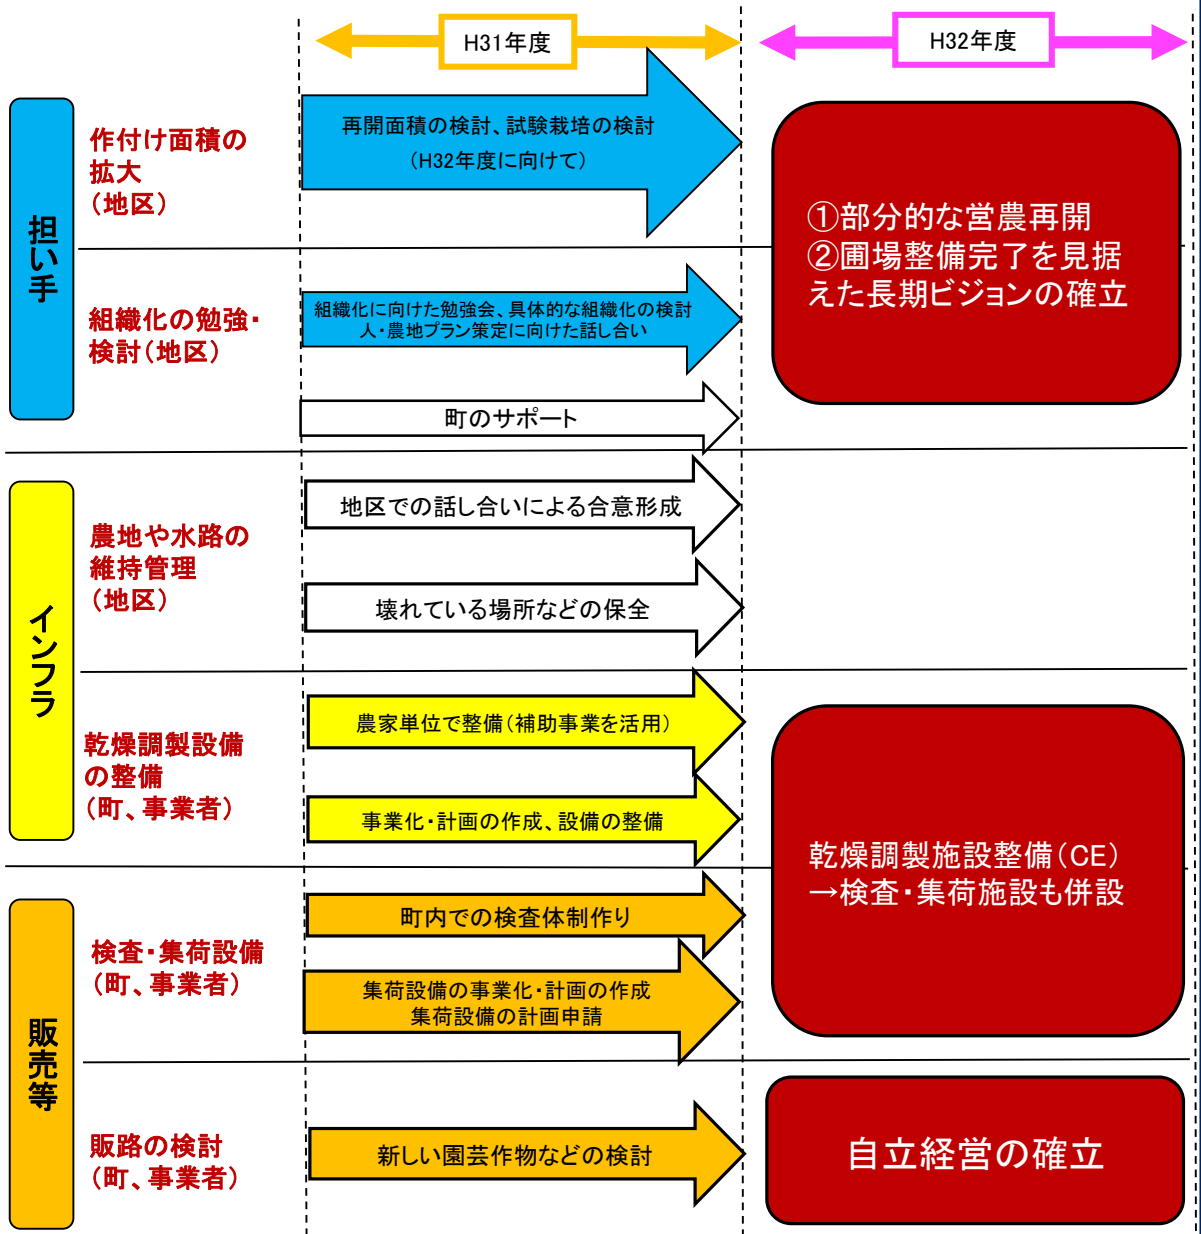 H31年度
H32年度
担い手
作付け面積の
拡大
（地区）
再開面積の検討、試験栽培の検討
（H32年度に向けて）
①部分的な営農再開
②圃場整備完了を見据
えた長期ビジョンの確立
組織化の勉強・
検討（地区）
組織化に向けた勉強会、具体的な組織化の検討
人・農地プラン策定に向けた話し合い
町のサポート
インフラ
農地や水路の
維持管理
（地区）
地区での話し合いによる合意形成
壊れている場所などの保全
乾燥調製設備
の整備
（町、事業者）
農家単位で整備（補助事業を活用）
事業化・計画の作成、設備の整備
乾燥調製施設整備（CE）
→検査・集荷施設も併設
販売等
検査・集荷設備
（町、事業者）
町内での検査体制作り
集荷設備の事業化・計画の作成
集荷設備の計画申請
販路の検討
（町、事業者）
新しい園芸作物などの検討
自立経営の確立